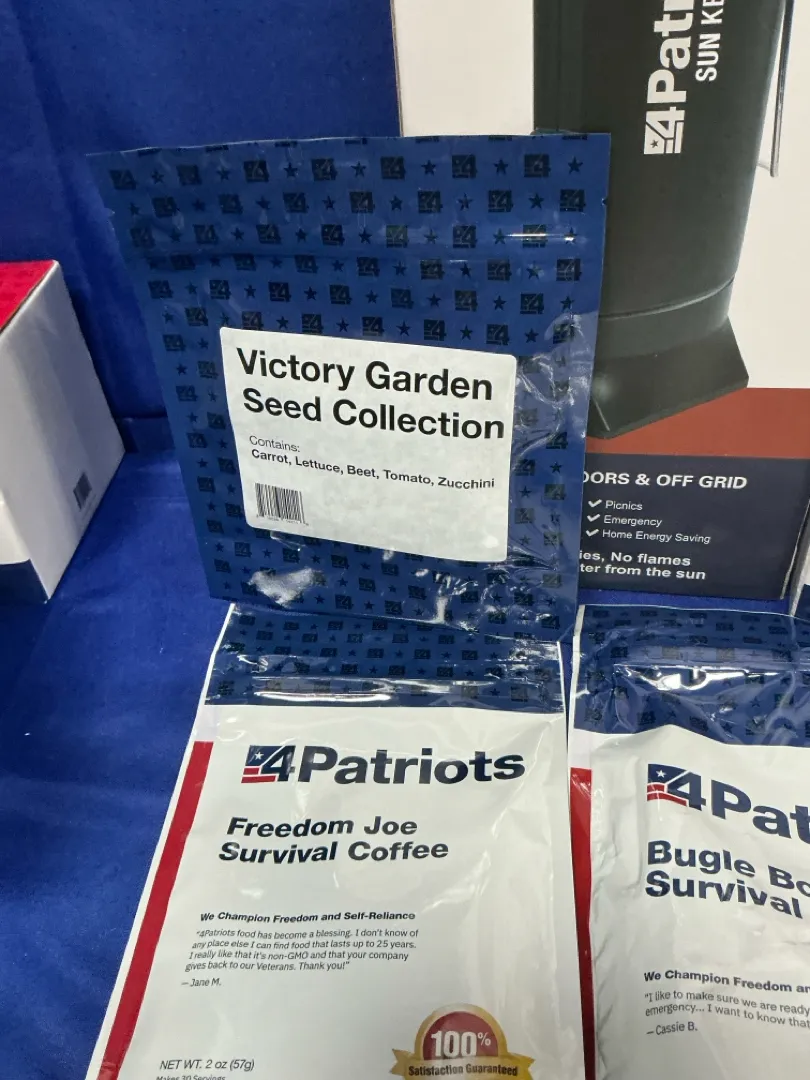 4Patr
SUN KE
Victory Garden
Seed Collection
Contains:
Carrot, Lettuce, Beet, Tomato, Zucchini
OORS & OFF GRID
✓ Picnics
✓ Emergency
✓ Home Energy Saving
ies, No flames
ter from the sun
4Patriots
Freedom Joe
Survival Coffee
We Champion Freedom and Self-Reliance
"4Patriots food has become a blessing. I don't know of
any place else I can find food that lasts up to 25 years.
I really like that it's non-GMO and that your company
gives back to our Veterans. Thank you!"
— Jane M.
NET WT. 2 oz (57g)
Makes 30 Servings
100%
Satisfaction Guaranteed
4Pat
Bugle Bo
Survival
We Champion Freedom an
"I like to make sure we are ready
emergency... I want to know that
— Cassie B.